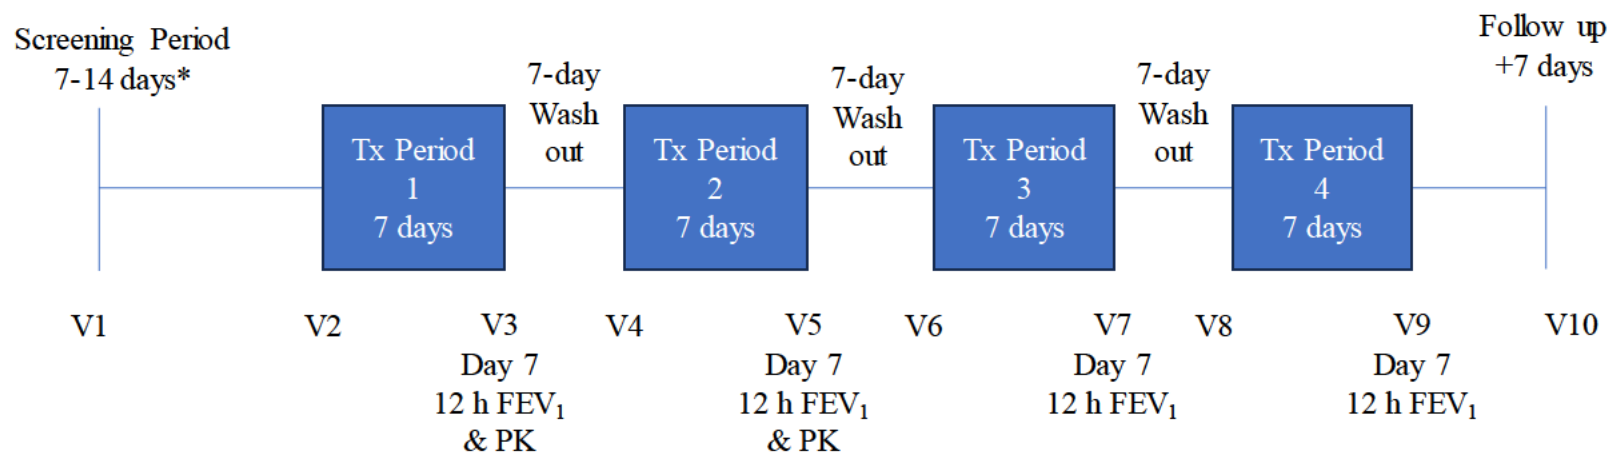 Screening Period
7-14 days*
7-day
Wash
out
7-day
Wash
out
7-day
Wash
out
Follow up
+7 days
Tx Period
1
7 days
Tx Period
2
7 days
Tx Period
3
7 days
Tx Period
4
7 days
V1
V2
V3
Day 7
12 h FEV₁
& PK
V4
V5
Day 7
12 h FEV₁
& PK
V6
V7
Day 7
12 h FEV₁
V8
V9
Day 7
12 h FEV₁
V10